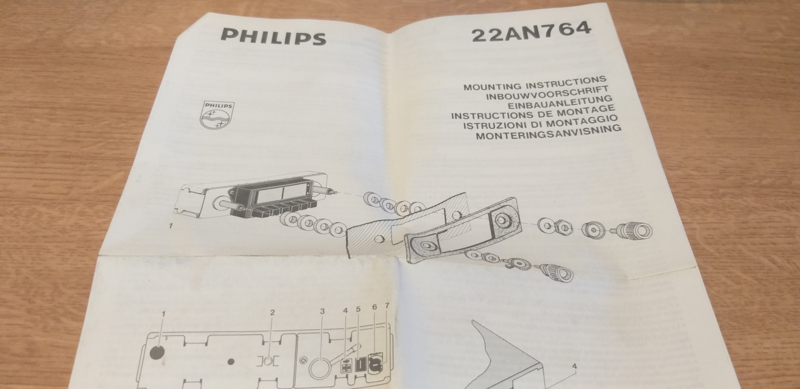 PHILIPS
22AN764
MOUNTING INSTRUCTIONS
INBOUWVOORSCHRIFT
EINBAUANLEITUNG
INSTRUCTIONS DE MONTAGE
ISTRUZIONI DI MONTAGGIO
MONTERINGSANVISNING
PHILIPS
1
1
2
3
4
5
6
7
4